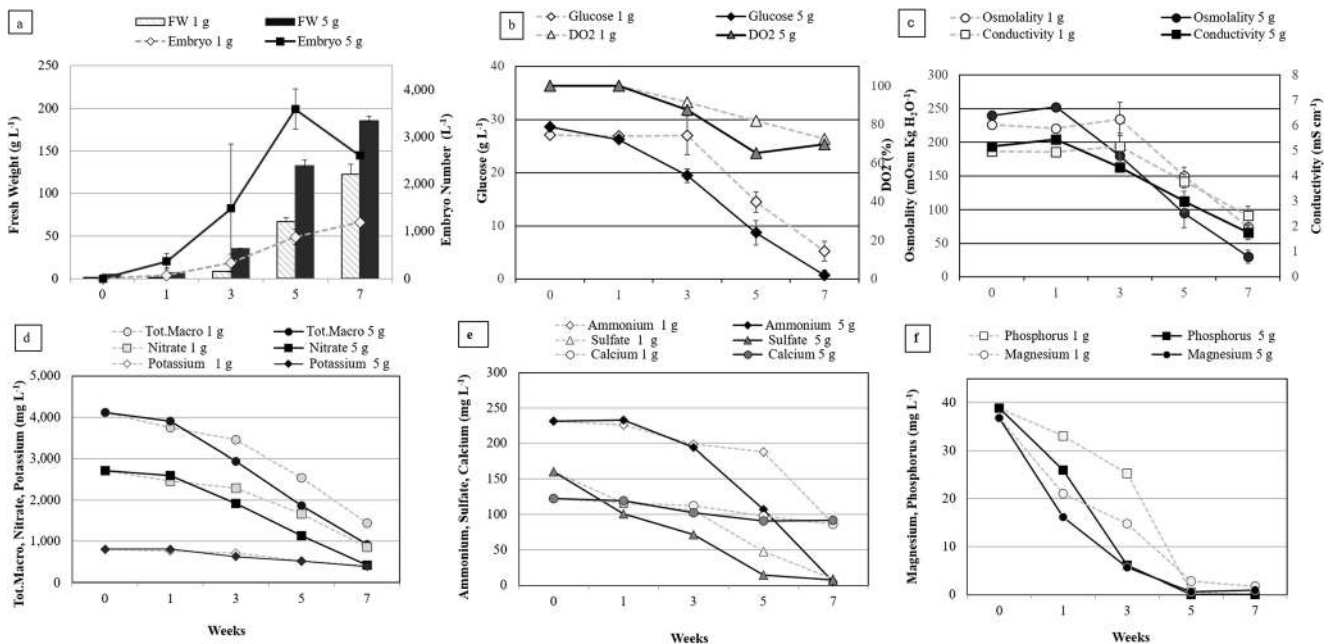 a
FW 1 g FW 5 g
Embryo 1 g Embryo 5 g
Fresh Weight (g L-1)
250
200
150
100
50
0
4,000
3,000
2,000
1,000
0
Embryo Number (L-1)
0 1 3 5 7
b
Glucose 1 g Glucose 5 g
DO2 1 g DO2 5 g
Glucose (g L-1)
40
30
20
10
0
100
80
60
40
20
0
DO2 (%)
0 1 3 5 7
c
Osmolality 1 g Osmolality 5 g
Conductivity 1 g Conductivity 5 g
Osmolality (mOsm Kg H2O-1)
300
250
200
150
100
50
0
8
7
6
5
4
3
2
1
0
Conductivity (mS cm-1)
0 1 3 5 7
d
Tot.Macro 1 g Tot.Macro 5 g
Nitrate 1 g Nitrate 5 g
Potassium 1 g Potassium 5 g
Tot.Macro, Nitrate, Potassium (mg L-1)
5,000
4,000
3,000
2,000
1,000
0
0 1 3 5 7
Weeks
e
Ammonium 1 g Ammonium 5 g
Sulfate 1 g Sulfate 5 g
Calcium 1 g Calcium 5 g
Ammonium, Sulfate, Calcium (mg L-1)
300
250
200
150
100
50
0
0 1 3 5 7
Weeks
f
Phosphorus 1 g Phosphorus 5 g
Magnesium 1 g Magnesium 5 g
Magnesium, Phosphorus (mg L-1)
40
30
20
10
0
0 1 3 5 7
Weeks